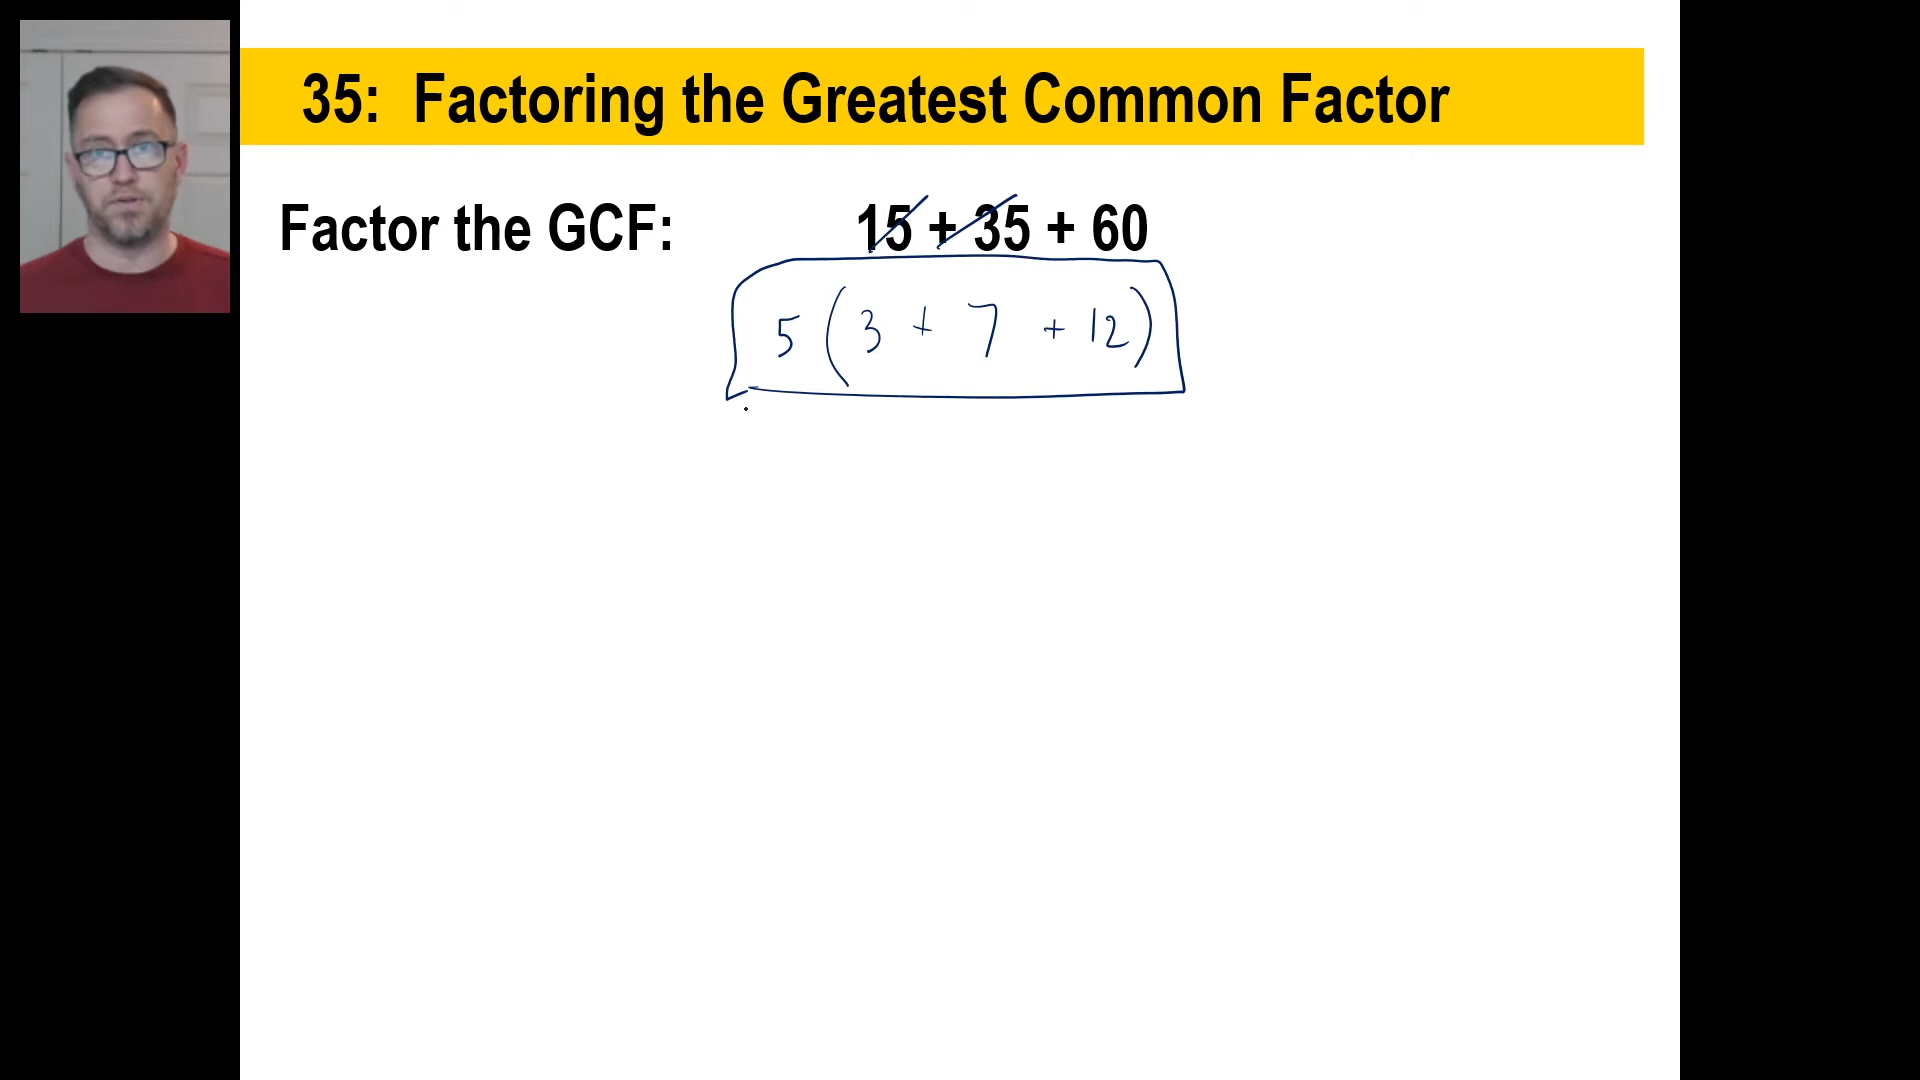 35: Factoring the Greatest Common Factor
Factor the GCF: 15 + 35 + 60
5 (3 + 7 + 12)